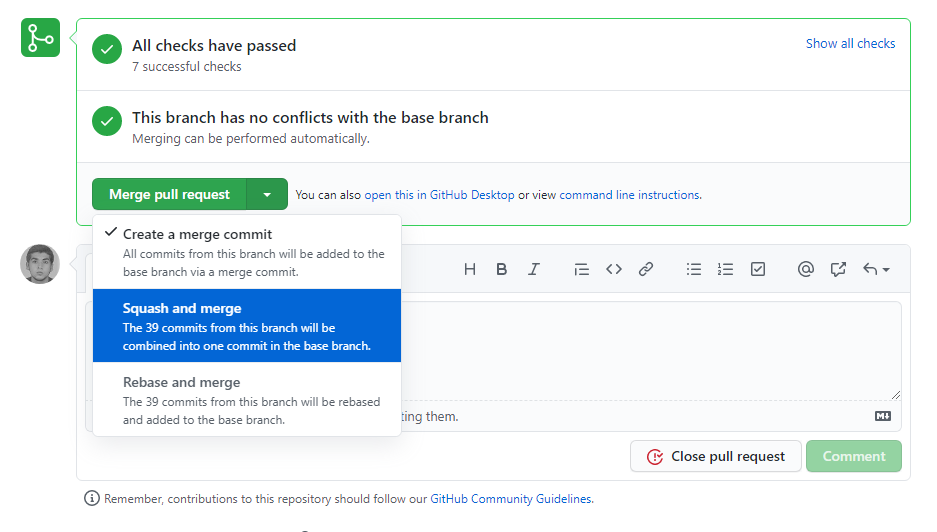 All checks have passed
Show all checks
7 successful checks
This branch has no conflicts with the base branch
Merging can be performed automatically.
Merge pull request
You can also open this in GitHub Desktop or view command line instructions.
Create a merge commit
All commits from this branch will be added to the
base branch via a merge commit.
H B I
Squash and merge
The 39 commits from this branch will be
combined into one commit in the base branch.
Rebase and merge
The 39 commits from this branch will be rebased
and added to the base branch.
ting them.
M
Close pull request
Comment
Remember, contributions to this repository should follow our GitHub Community Guidelines.